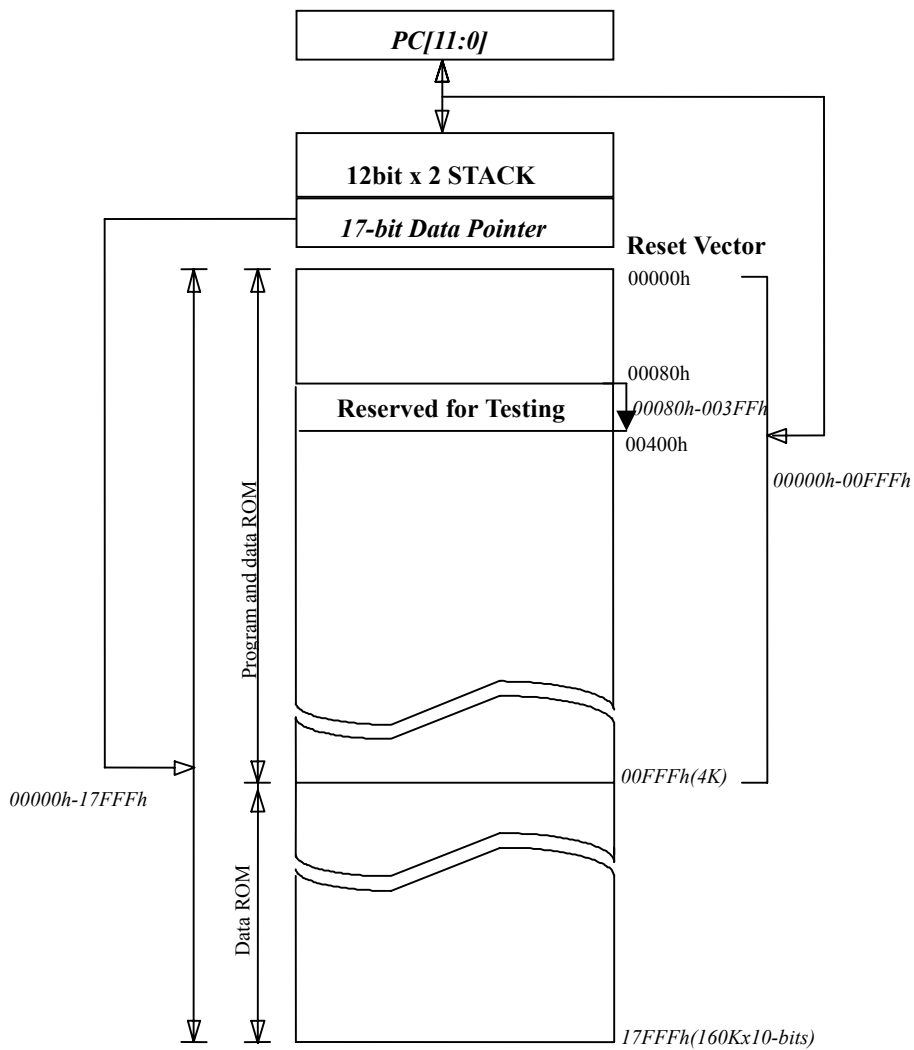 PC[11:0]
12bit x 2 STACK
17-bit Data Pointer
Reset Vector
00000h
00080h
Reserved for Testing
00080h-003FFh
00400h
00000h-00FFFh
Program and data ROM
00FFFh(4K)
00000h-17FFFh
Data ROM
17FFFh(160Kx10-bits)